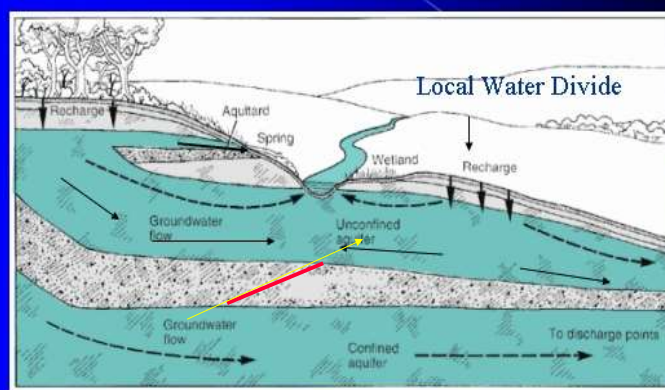 Local Water Divide
Recharge
Aquitard
Spring
Wetland
Recharge
Groundwater
flow
Unconfined
aquifer
Groundwater
flow
Confined
aquifer
To discharge points